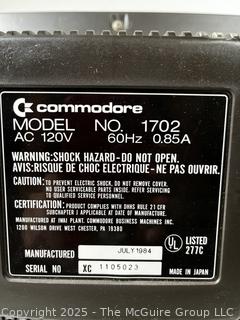 commodore
MODEL NO. 1702
AC 120V 60Hz 0.85A
WARNING:SHOCK HAZARD-DO NOT OPEN.
AVIS:RISQUE DE CHOC ELECTRIQUE-NE PAS OUVRIR.
CAUTION: TO PREVENT ELECTRIC SHOCK, DO NOT REMOVE COVER. NO USER
SERVICEABLE PARTS INSIDE. REFER SERVICING TO
QUALIFIED SERVICE PERSONNEL.
CERTIFICATION: PRODUCT COMPLIES WITH DHHS RULE 21 CFR
SUBCHAPTER J APPLICABLE AT DATE OF MANUFACTURE.
MANUFACTURED AT INKA PLANT. COMMODORE BUSINESS MACHINES INC.
1200 WILSON DRIVE WEST CHESTER, PA 19380
MANUFACTURED JULY1984
UL LISTED
277C
SERIAL NO XC 1105023
MADE IN JAPAN
Copyright 2025 - The McGuire Group LLC